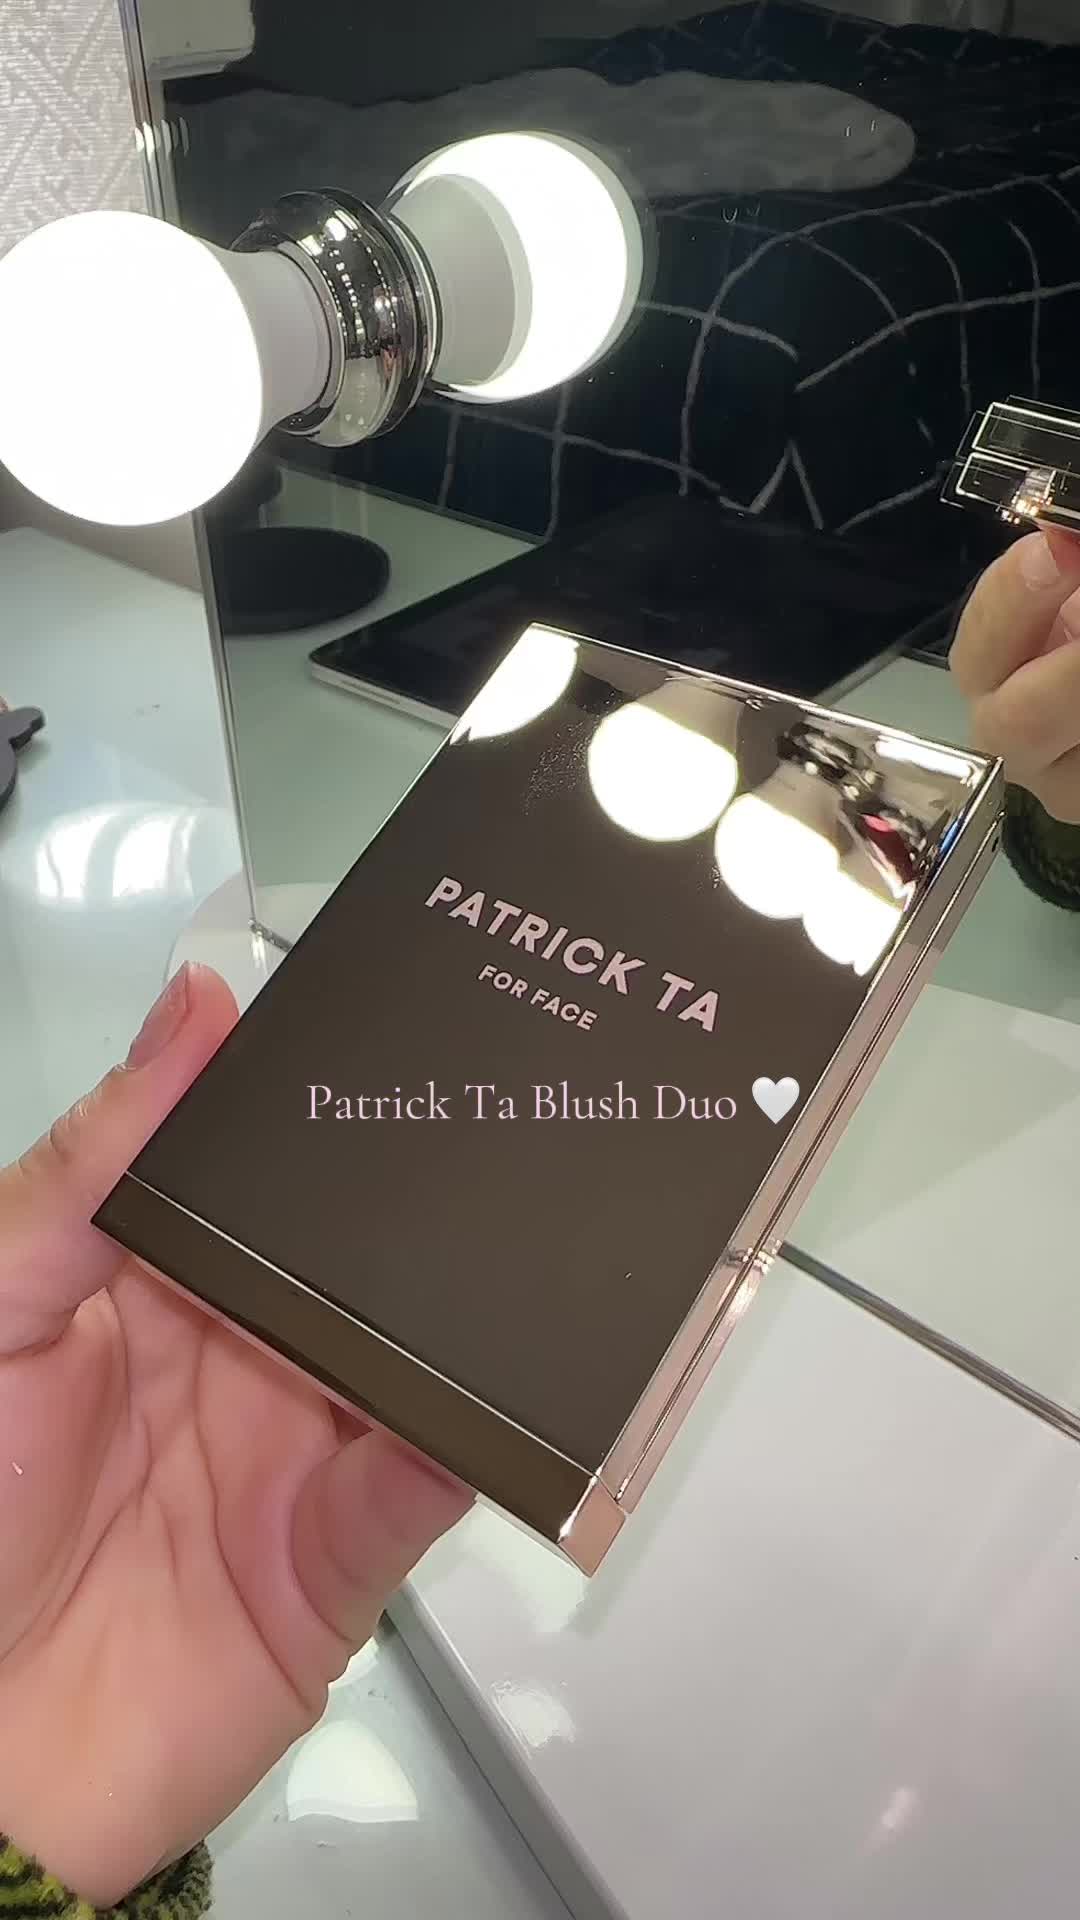 PATRICK TA
FOR FACE
Patrick Ta Blush Duo 🤍